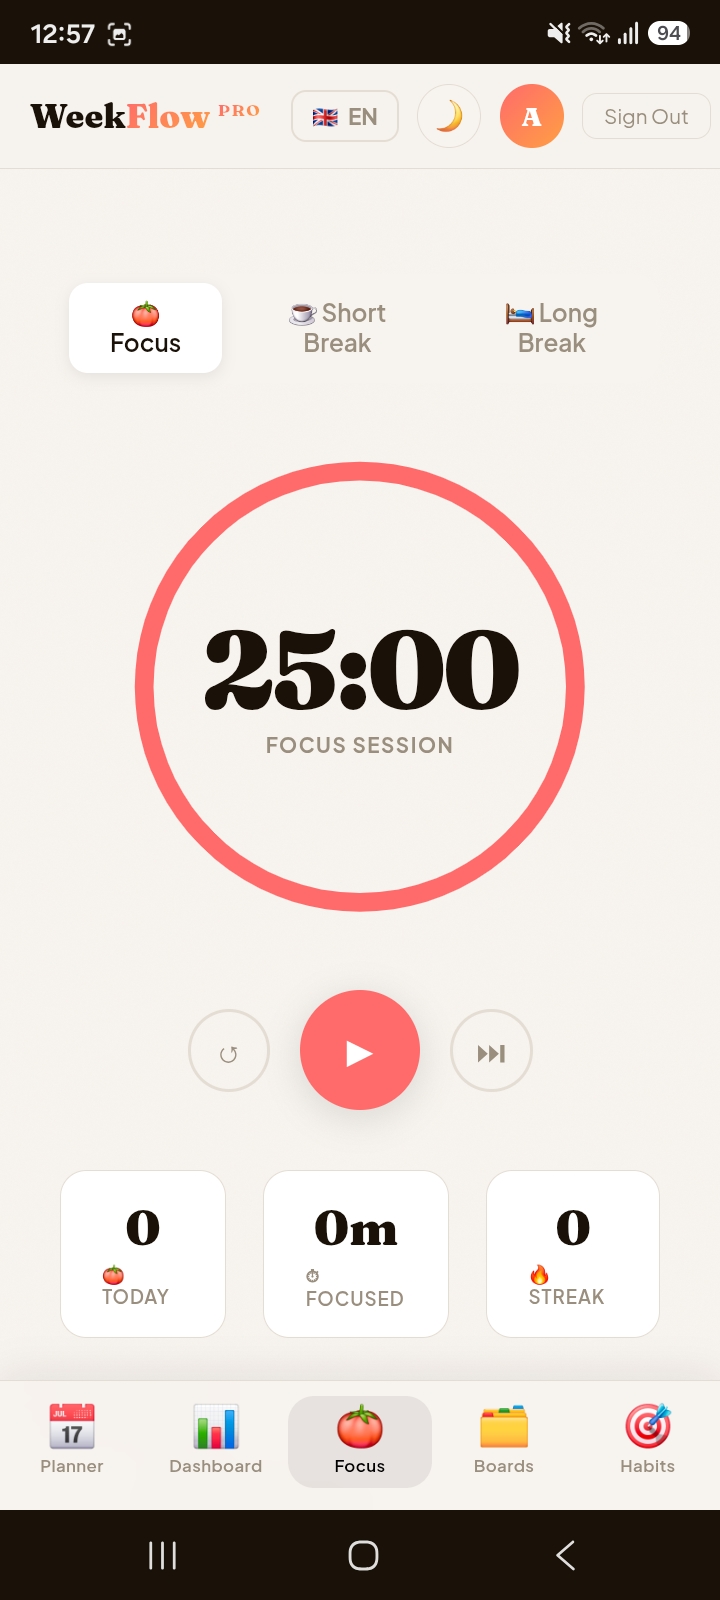 12:57
94
WeekFlow PRO
EN
A
Sign Out
Focus
Short
Break
Long
Break
25:00
FOCUS SESSION
0
TODAY
0m
FOCUSED
0
STREAK
JUL
17
Planner
Dashboard
Focus
Boards
Habits